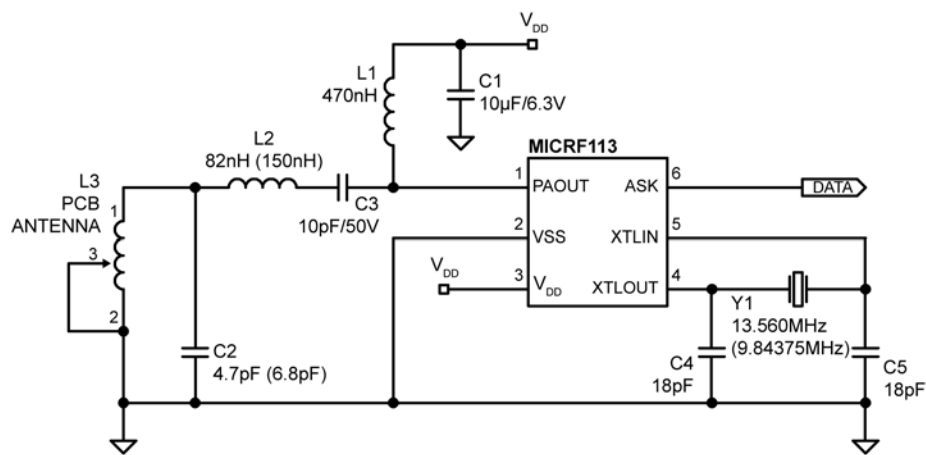 V_DD
L1
470nH
C1
10µF/6.3V
L2
82nH (150nH)
MICRF113
L3
PCB
ANTENNA
1
3
2
C3
10pF/50V
1
PAOUT
ASK
6
DATA
2
VSS
XTLIN
5
V_DD
3
V_DD
XTLOUT
4
Y1
13.560MHz
(9.84375MHz)
C2
4.7pF (6.8pF)
C4
18pF
C5
18pF